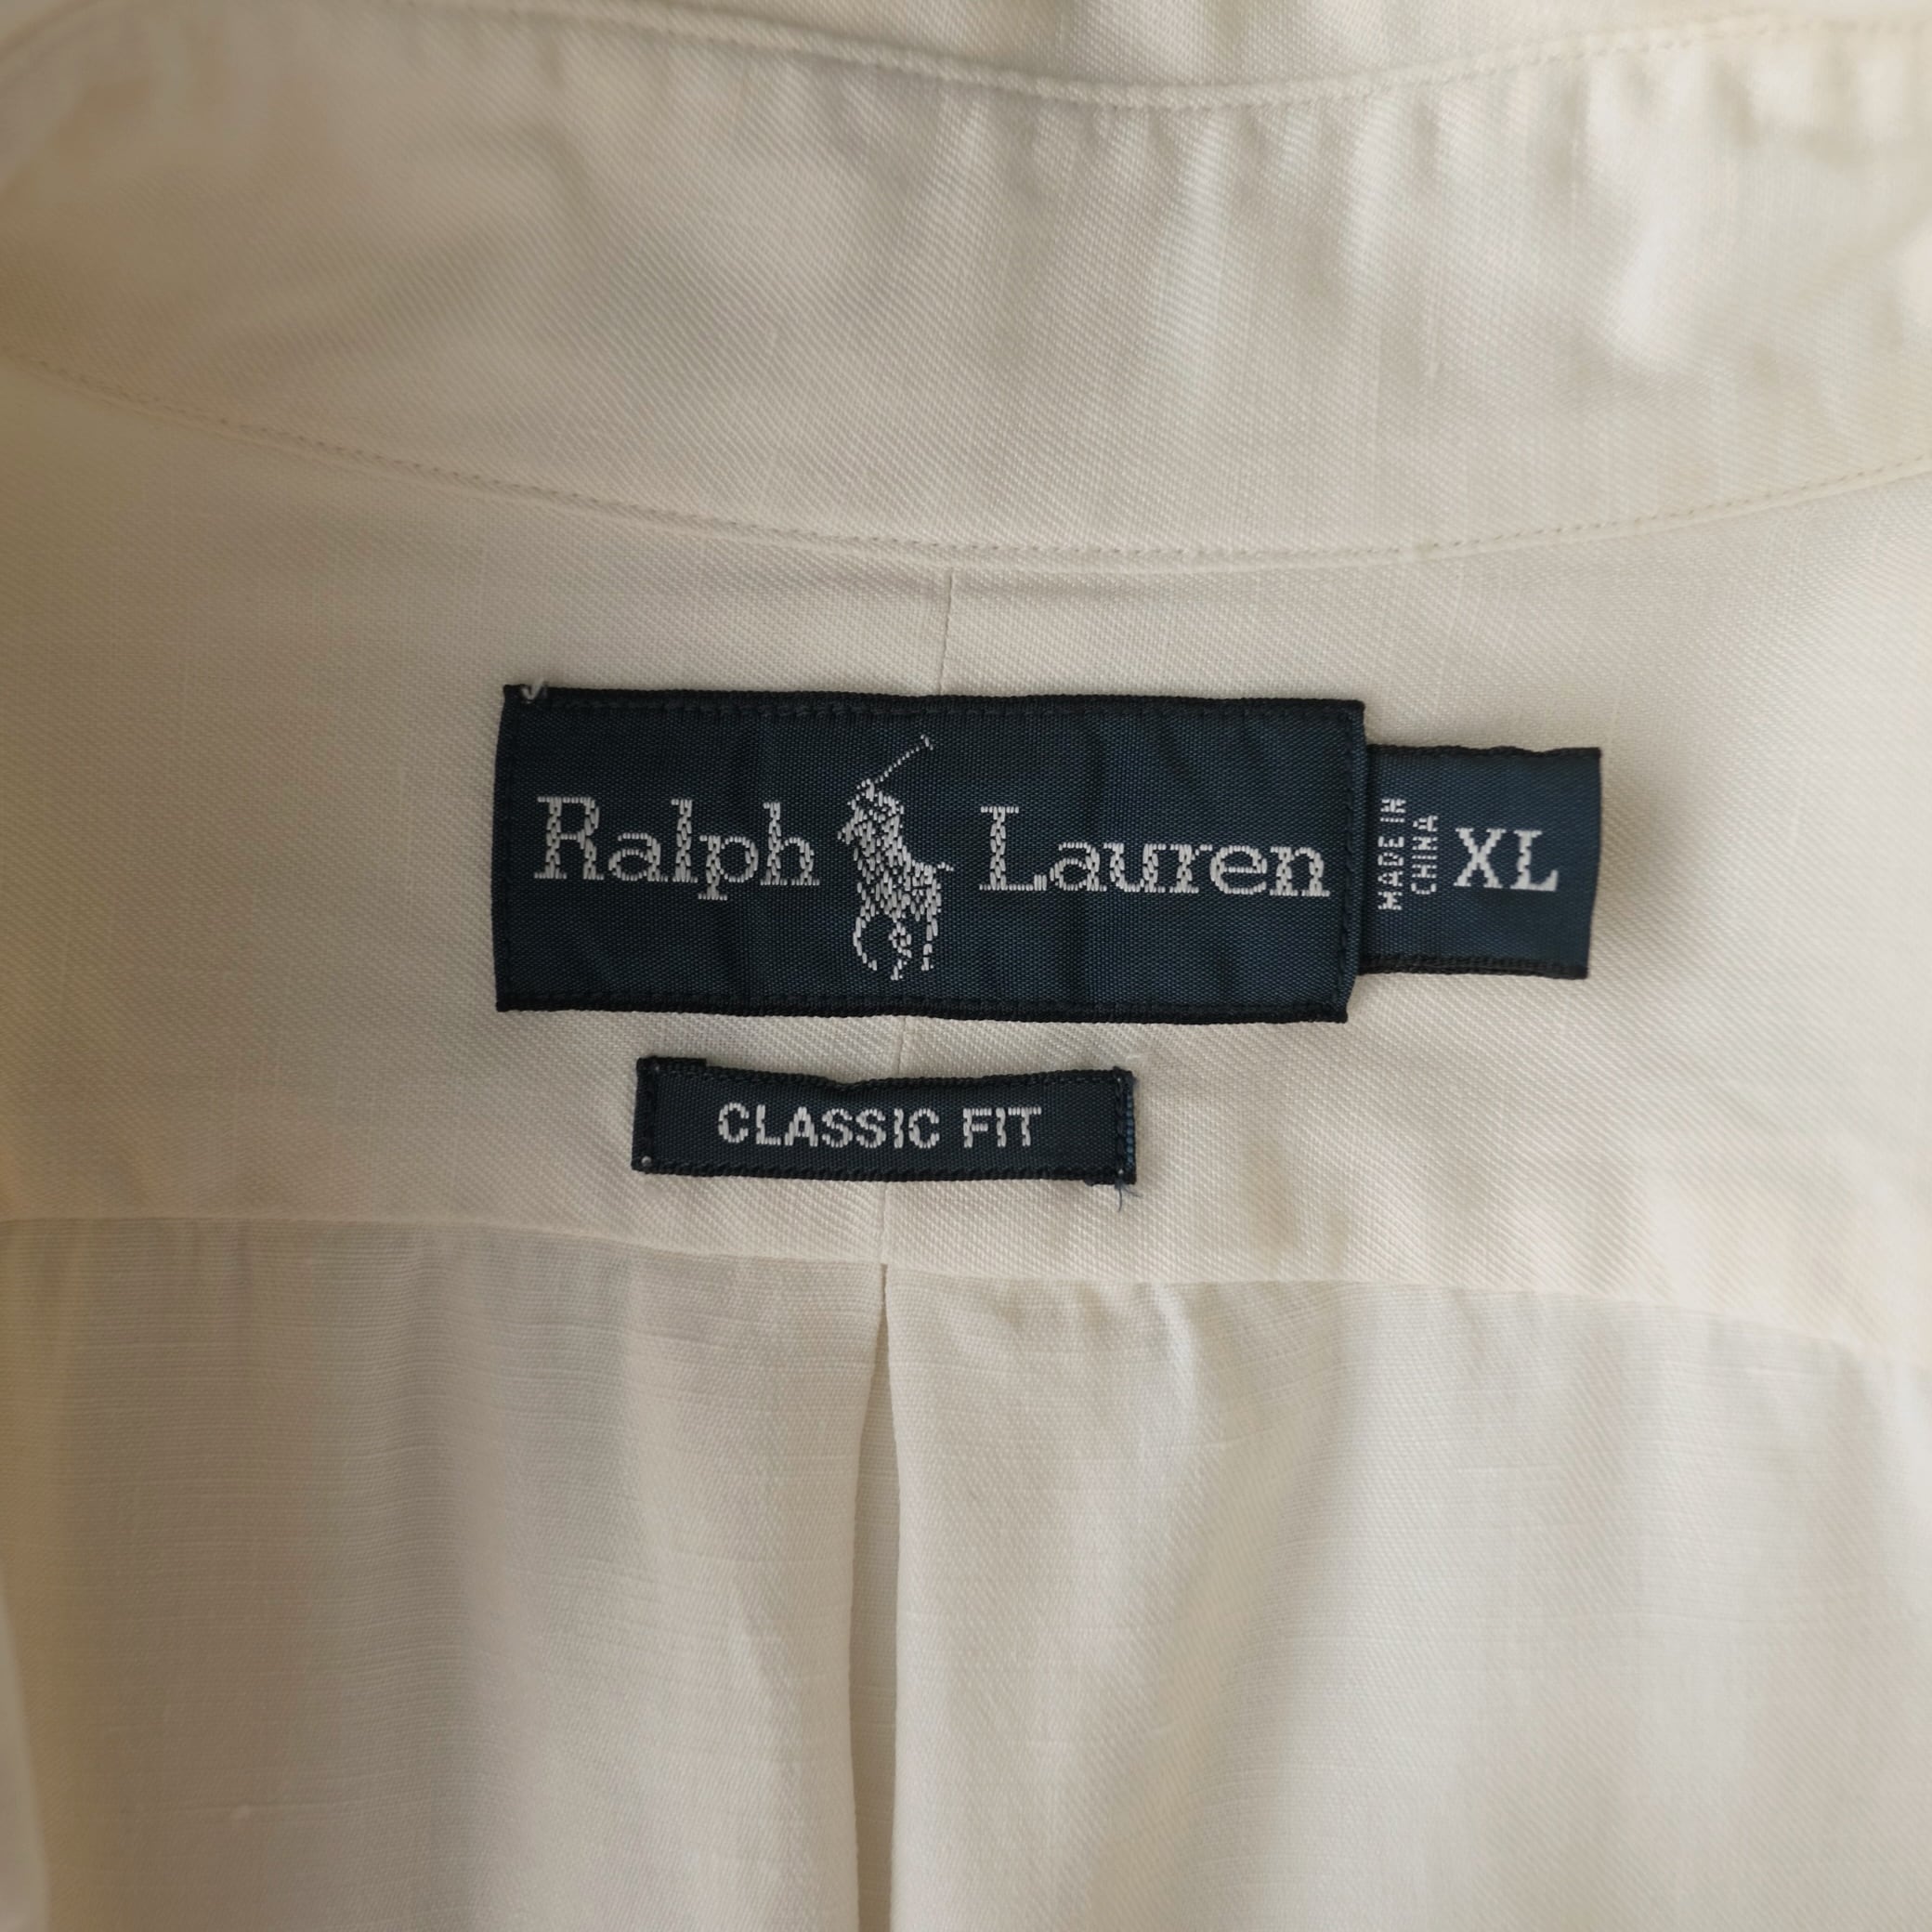 Ralph Lauren
MADE IN
CHINA
XL
CLASSIC FIT